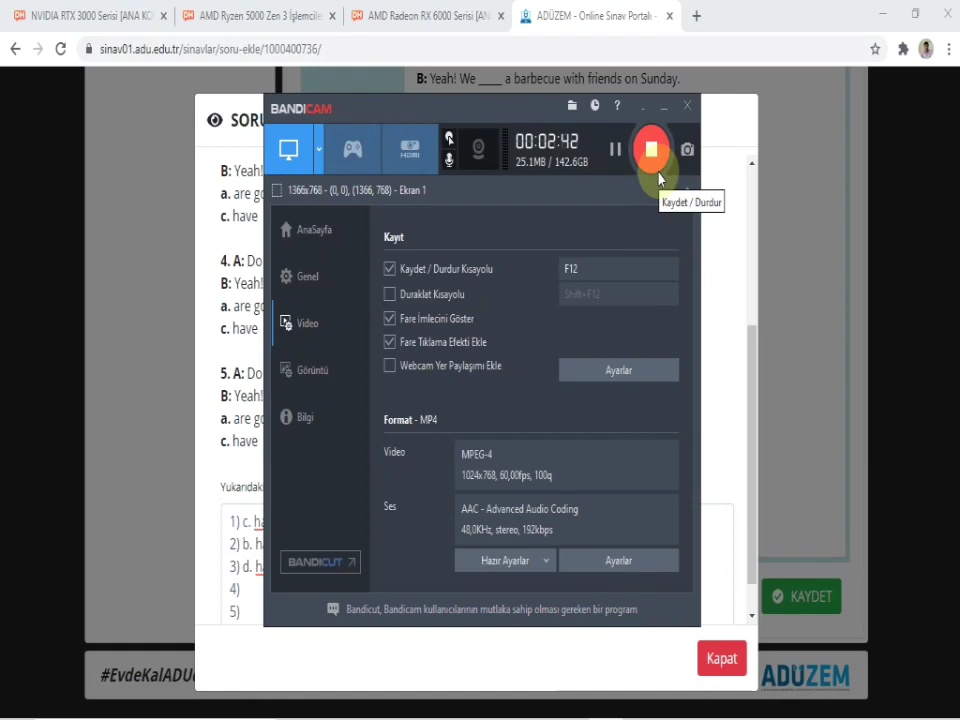 NVIDIA RTX 3000 Serisi [ANA KO
AMD Ryzen 5000 Zen 3 İşlemcile
AMD Radeon RX 6000 Serisi [AN
ADÜZEM - Online Sınav Portalı -
sinav01.adu.edu.tr/sinavlar/soru-ekle/1000400736/
B: Yeah! We ____ a barbecue with friends on Sunday.
SORU
BANDICAM
HDMI
00:02:42
25.1MB / 142.6GB
Kaydet / Durdur
1366x768 - (0, 0), (1366, 768) - Ekran 1
B: Yeah!
a. are go
c. have
4. A: Do
B: Yeah!
a. are go
c. have
5. A: Do
B: Yeah!
a. are go
c. have
Yukarıdak
1) c. ha
2) b. ha
3) d. ha
4)
5)
AnaSayfa
Genel
Video
Görüntü
Bilgi
BANDICUT
Kayıt
Kaydet / Durdur Kısayolu
F12
Duraklat Kısayolu
Shift+F12
Fare İmlecini Göster
Fare Tıklama Efekti Ekle
Webcam Yer Paylaşımı Ekle
Ayarlar
Format - MP4
Video
MPEG-4
1024x768, 60,00fps, 100q
Ses
AAC - Advanced Audio Coding
48,0KHz, stereo, 192kbps
Hazır Ayarlar
Ayarlar
Bandicut, Bandicam kullanıcılarının mutlaka sahip olması gereken bir program
KAYDET
Kapat
#EvdeKalADÜ
ADÜZEM